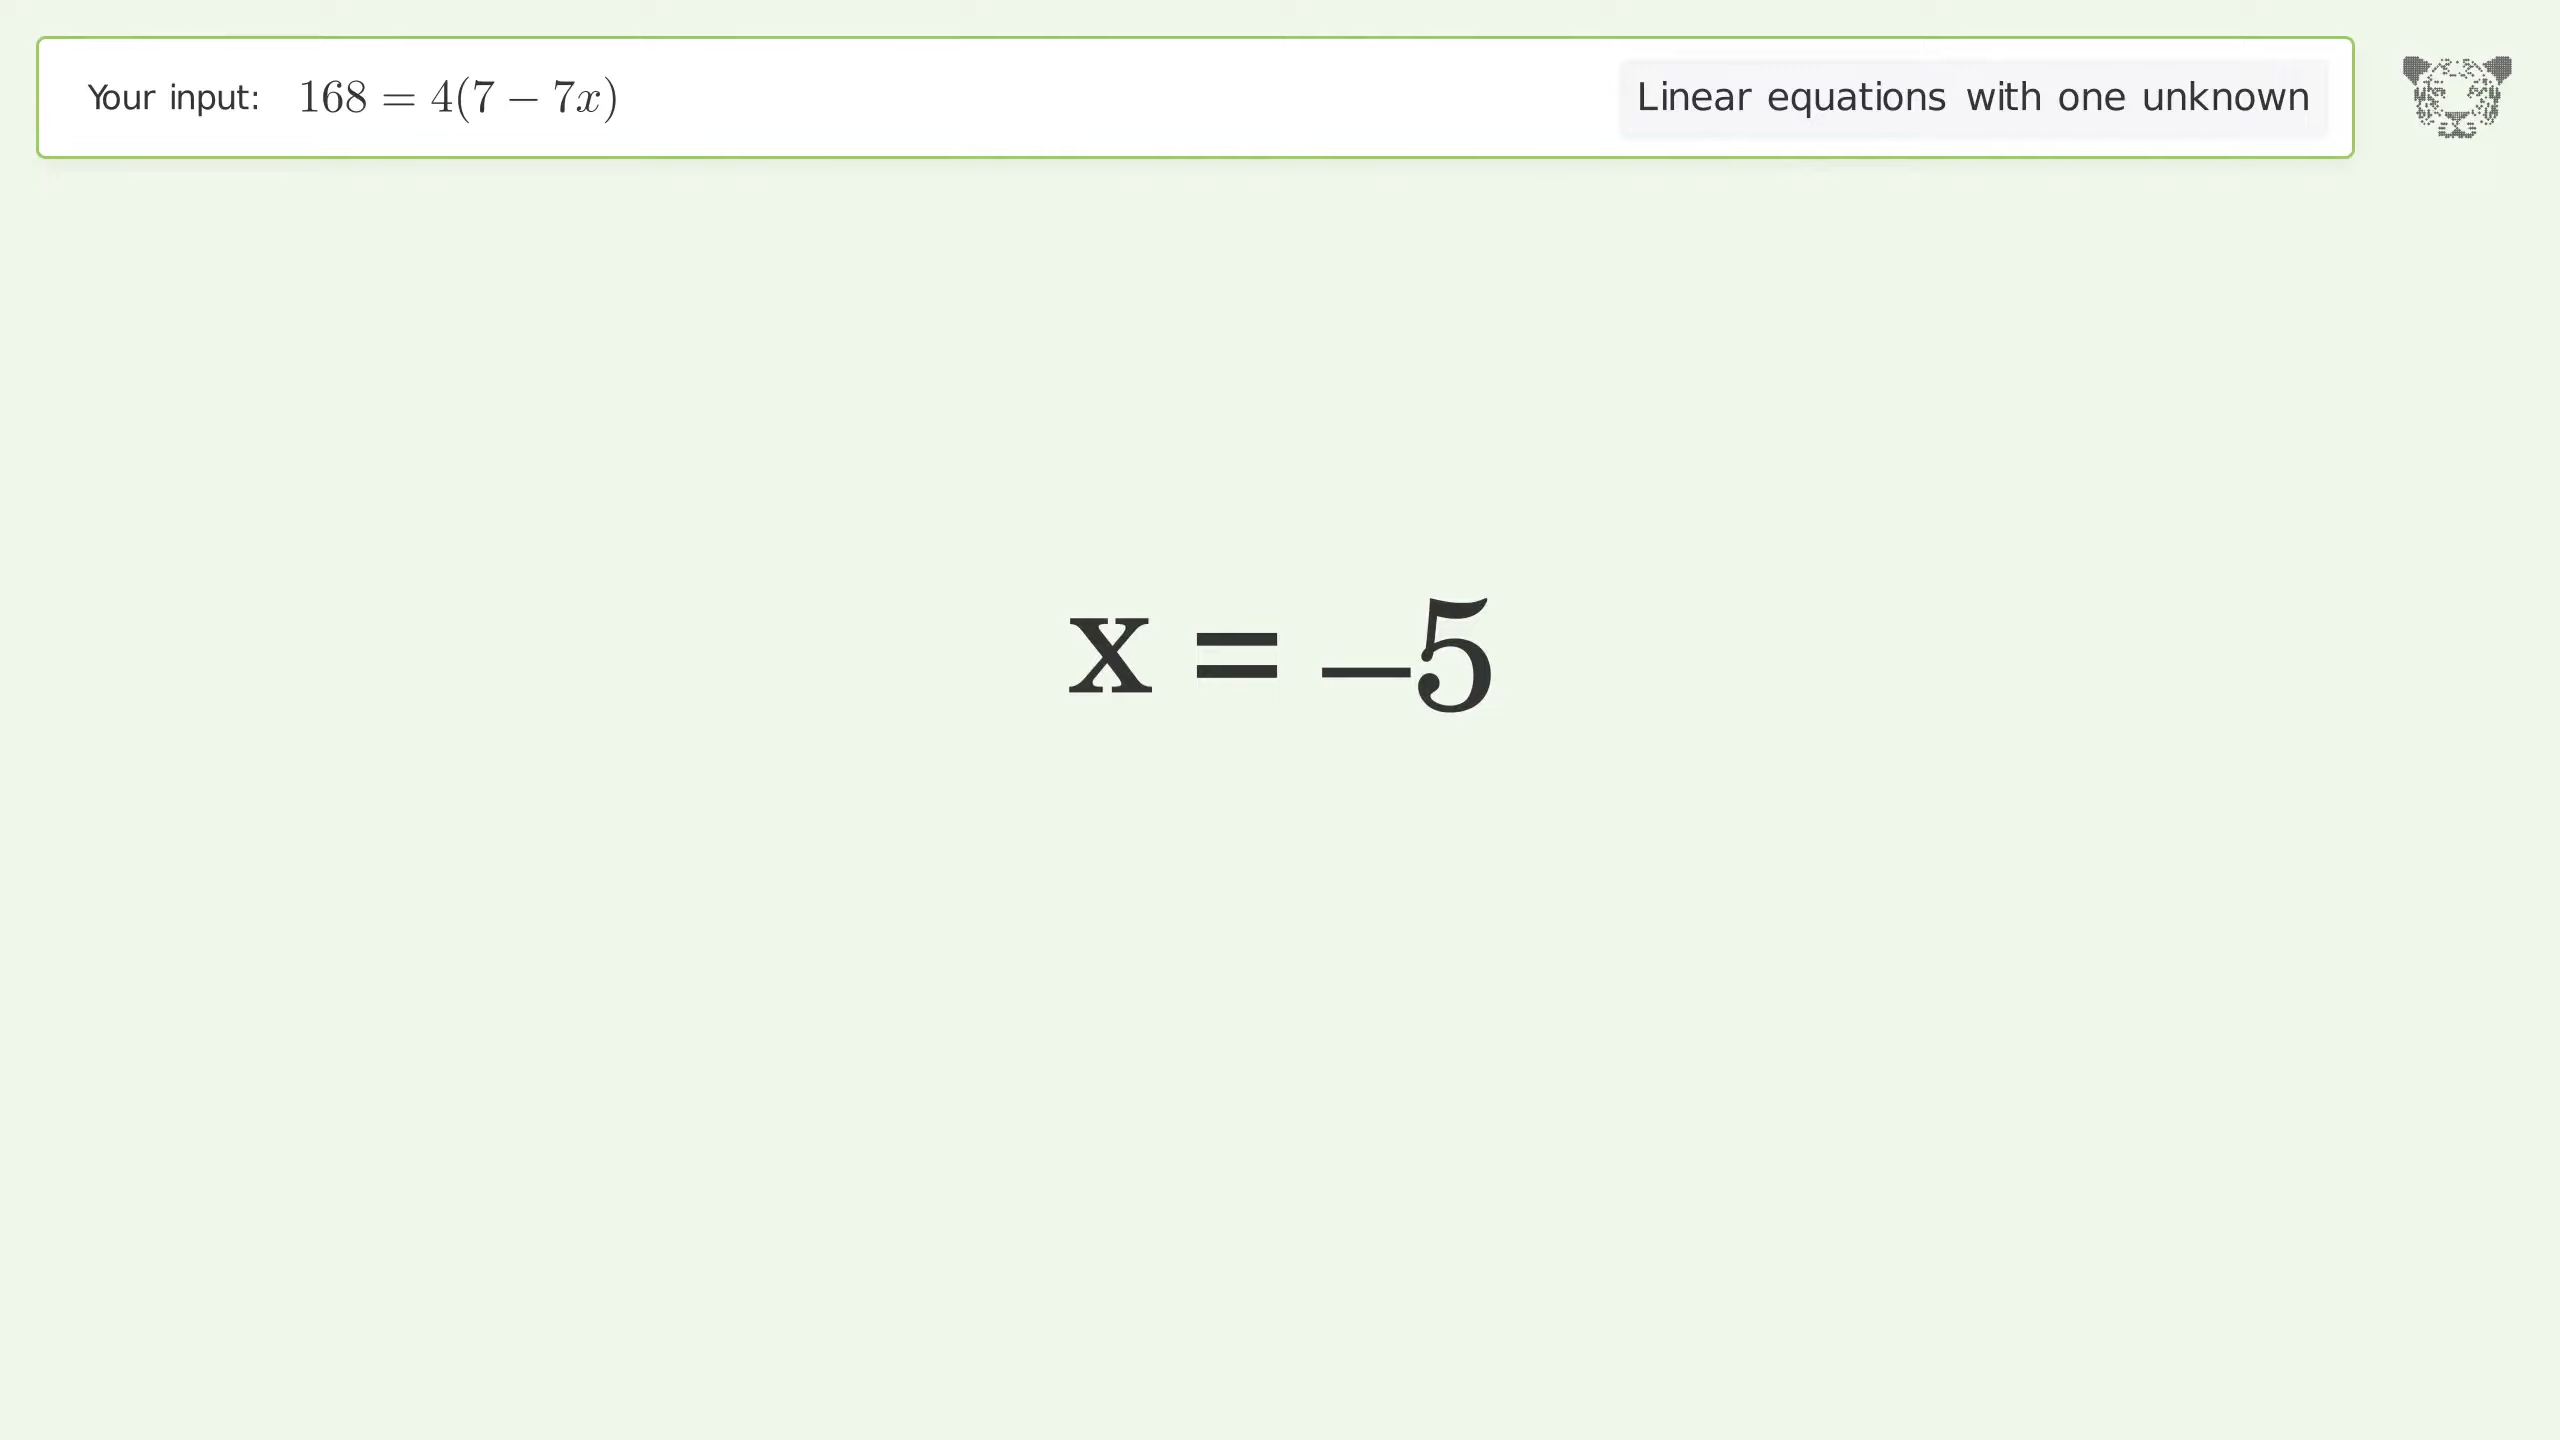 Your input: 168 = 4(7 − 7x)
Linear equations with one unknown
x = −5